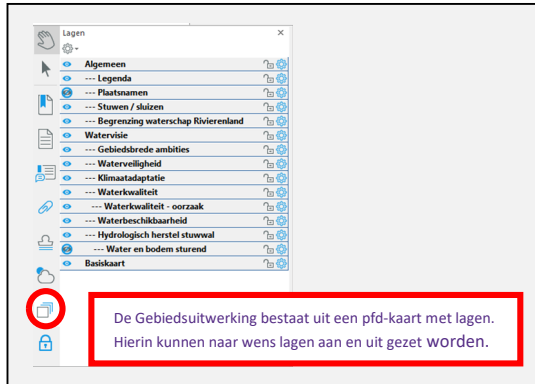 Lagen
Algemeen
--- Legenda
--- Plaatsnamen
--- Stuwen / sluizen
--- Begrenzing waterschap Rivierenland
Watervisie
--- Gebiedsbrede ambities
--- Waterveiligheid
--- Klimaatadaptatie
--- Waterkwaliteit
--- Waterkwaliteit - oorzaak
--- Waterbeschikbaarheid
--- Hydrologisch herstel stuwwal
--- Water en bodem sturend
Basiskaart
De Gebiedsuitwerking bestaat uit een pfd-kaart met lagen.
Hierin kunnen naar wens lagen aan en uit gezet worden.